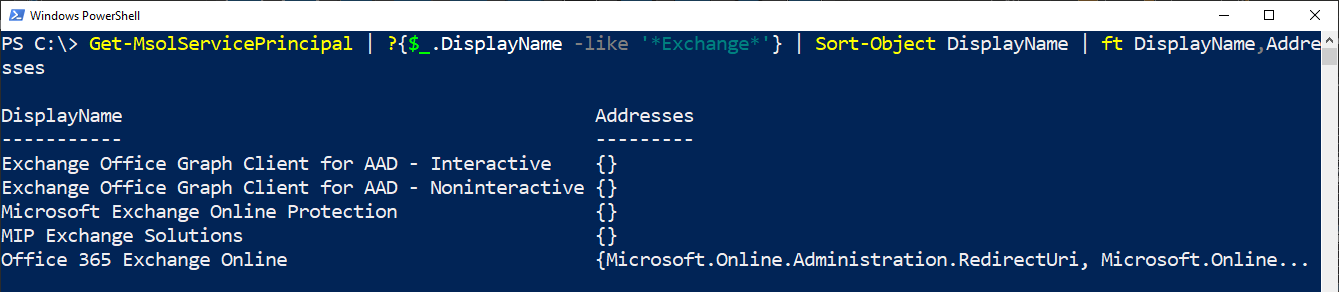 Windows PowerShell
PS C:\> Get-MsolServicePrincipal | ?{$_.DisplayName -like '*Exchange*'} | Sort-Object DisplayName | ft DisplayName,Addre
sses
DisplayName Addresses
----------- ---------
Exchange Office Graph Client for AAD - Interactive {}
Exchange Office Graph Client for AAD - Noninteractive {}
Microsoft Exchange Online Protection {}
MIP Exchange Solutions {}
Office 365 Exchange Online {Microsoft.Online.Administration.RedirectUri, Microsoft.Online...